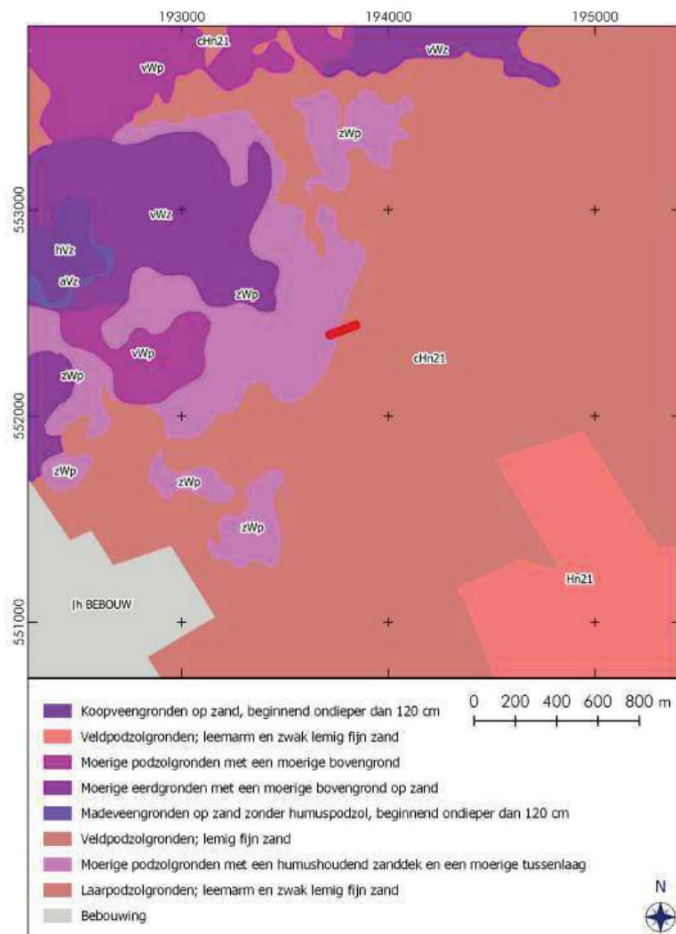 193000 194000 195000
cHn21
vWz
vWp
zWp
553000
vWz
hVz
aVz
zWp
cHn21
vWp
zWp
552000
zWp
zWp
zWp
Hn21
|h BEBOUW
551000
Koopveengronden op zand, beginnend ondieper dan 120 cm
0 200 400 600 800 m
Veldpodzolgronden; leemarm en zwak lemig fijn zand
Moerige podzolgronden met een moerige bovengrond
Moerige eerdgronden met een moerige bovengrond op zand
Madeveengronden op zand zonder humuspodzol, beginnend ondieper dan 120 cm
Veldpodzolgronden; lemig fijn zand
Moerige podzolgronden met een humushoudend zanddek en een moerige tussenlaag
Laarpodzolgronden; leemarm en zwak lemig fijn zand
Bebouwing
N